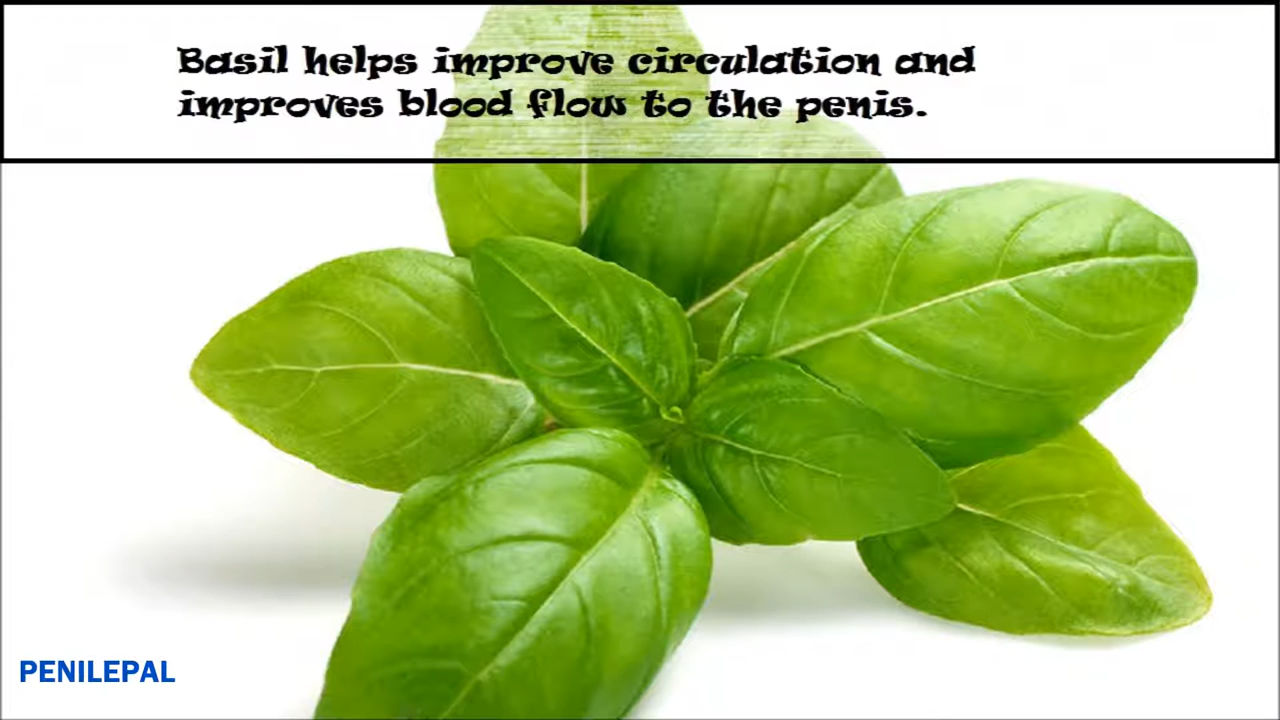 Basil helps improve circulation and
improves blood flow to the penis.
PENILEPAL